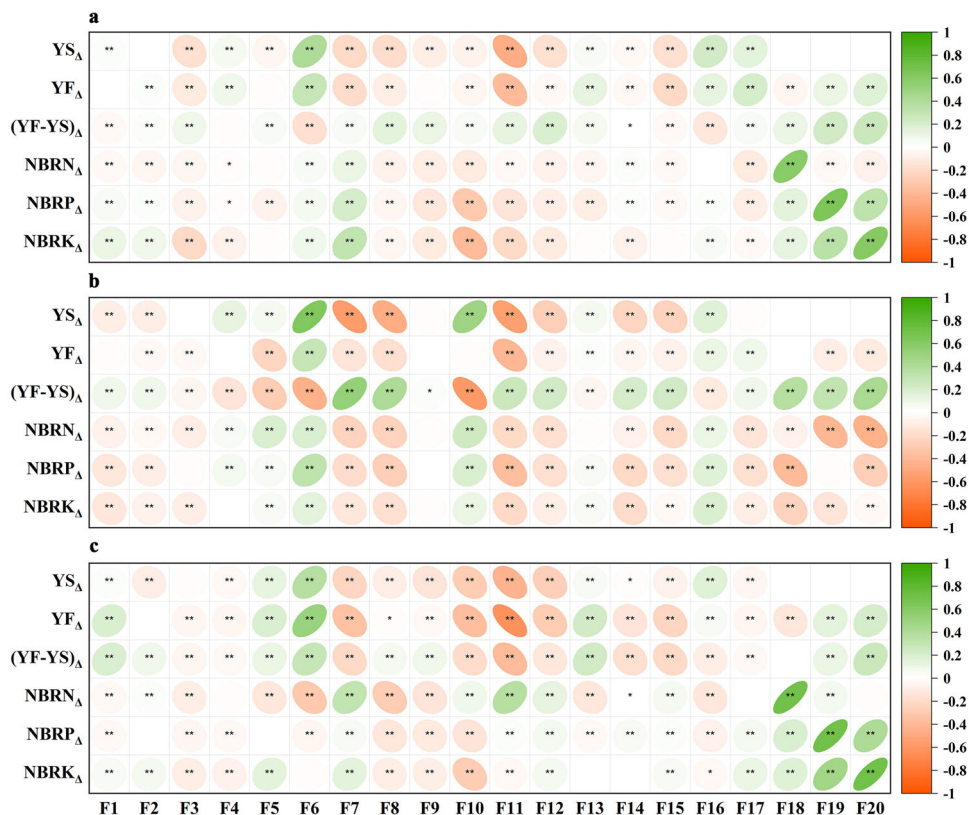 a
YSΔ ** ** ** ** ** ** ** ** ** ** ** ** ** ** ** **
YFΔ ** ** ** ** ** ** ** ** ** ** ** ** ** ** ** ** **
(YF-YS)Δ ** ** ** ** ** ** ** ** ** ** ** ** * ** ** ** ** ** **
NBRNΔ ** ** ** * ** ** ** ** ** ** ** ** ** ** ** ** ** **
NBRPΔ ** ** ** * ** ** ** ** ** ** ** ** ** ** ** ** ** ** ** **
NBRKΔ ** ** ** ** ** ** ** ** ** ** ** ** ** ** ** ** **
1
0.8
0.6
0.4
0.2
0
-0.2
-0.4
-0.6
-0.8
-1
b
YSΔ ** ** ** ** ** ** ** ** ** ** ** ** ** **
YFΔ ** ** ** ** ** ** ** ** ** ** ** ** ** ** **
(YF-YS)Δ ** ** ** ** ** ** ** ** * ** ** ** ** ** ** ** ** ** ** **
NBRNΔ ** ** ** ** ** ** ** ** ** ** ** ** ** ** ** ** ** **
NBRPΔ ** ** ** ** ** ** ** ** ** ** ** ** ** ** ** ** **
NBRKΔ ** ** ** ** ** ** ** ** ** ** ** ** ** ** ** ** ** **
1
0.8
0.6
0.4
0.2
0
-0.2
-0.4
-0.6
-0.8
-1
c
YSΔ ** ** ** ** ** ** ** ** ** ** ** ** * ** ** **
YFΔ ** ** ** ** ** ** * ** ** ** ** ** ** ** ** ** ** ** **
(YF-YS)Δ ** ** ** ** ** ** ** ** ** ** ** ** ** ** ** ** ** ** **
NBRNΔ ** ** ** ** ** ** ** ** ** ** ** ** * ** ** ** **
NBRPΔ ** ** ** ** ** ** ** ** ** ** ** ** ** ** ** ** ** **
NBRKΔ ** ** ** ** ** ** ** ** ** ** ** ** * ** ** ** **
1
0.8
0.6
0.4
0.2
0
-0.2
-0.4
-0.6
-0.8
-1
F1 F2 F3 F4 F5 F6 F7 F8 F9 F10 F11 F12 F13 F14 F15 F16 F17 F18 F19 F20